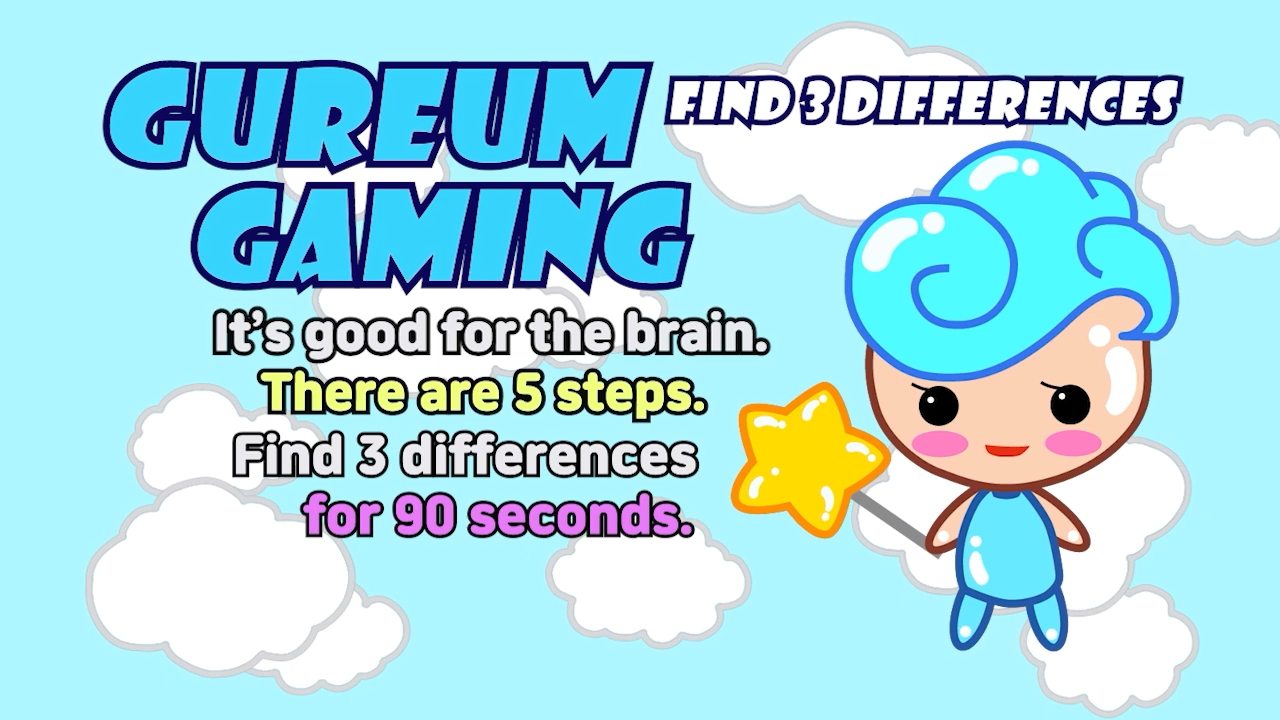 GUREUM
GAMING
FIND 3 DIFFERENCES
It's good for the brain.
There are 5 steps.
Find 3 differences
for 90 seconds.